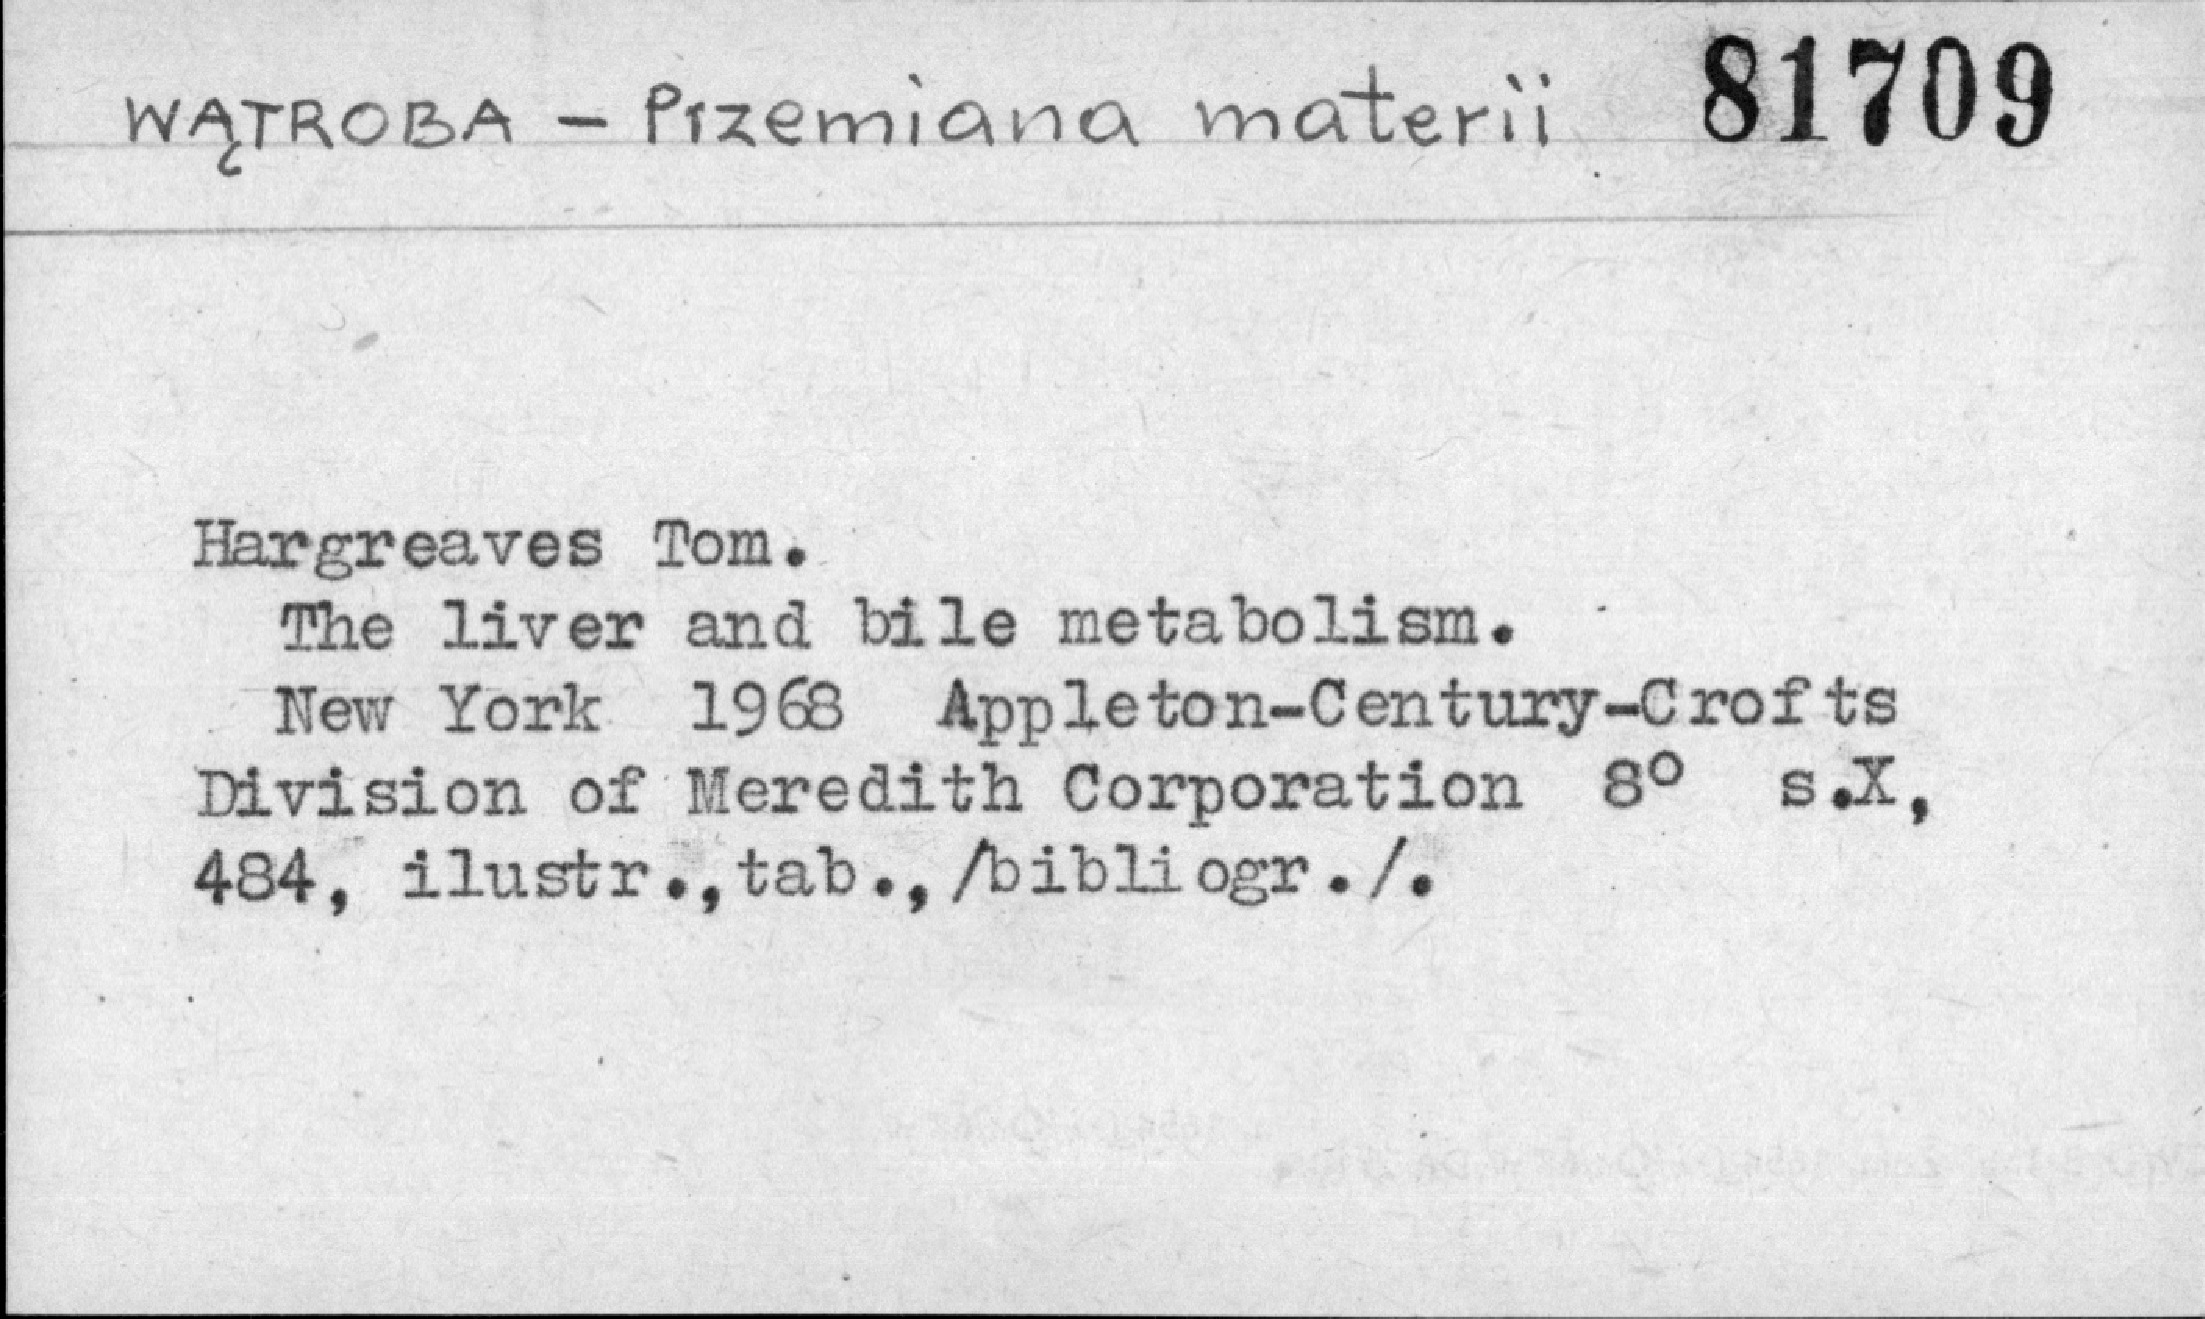 WĄTROBA – Przemiana materii 81709
Hargreaves Tom.
The liver and bile metabolism.
New York 1968 Appleton-Century-Crofts
Division of Meredith Corporation 8° s.X,
484, ilustr.,tab.,/bibliogr./.